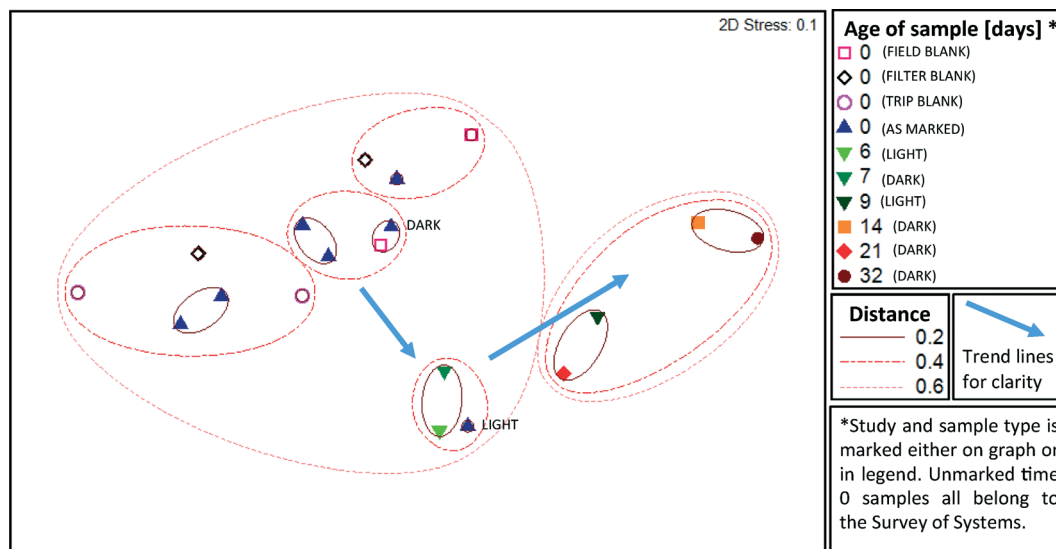 2D Stress: 0.1
DARK
LIGHT
Age of sample [days] *
0 (FIELD BLANK)
0 (FILTER BLANK)
0 (TRIP BLANK)
0 (AS MARKED)
6 (LIGHT)
7 (DARK)
9 (LIGHT)
14 (DARK)
21 (DARK)
32 (DARK)
Distance
0.2
0.4
0.6
Trend lines
for clarity
*Study and sample type is
marked either on graph or
in legend. Unmarked time
0 samples all belong to
the Survey of Systems.